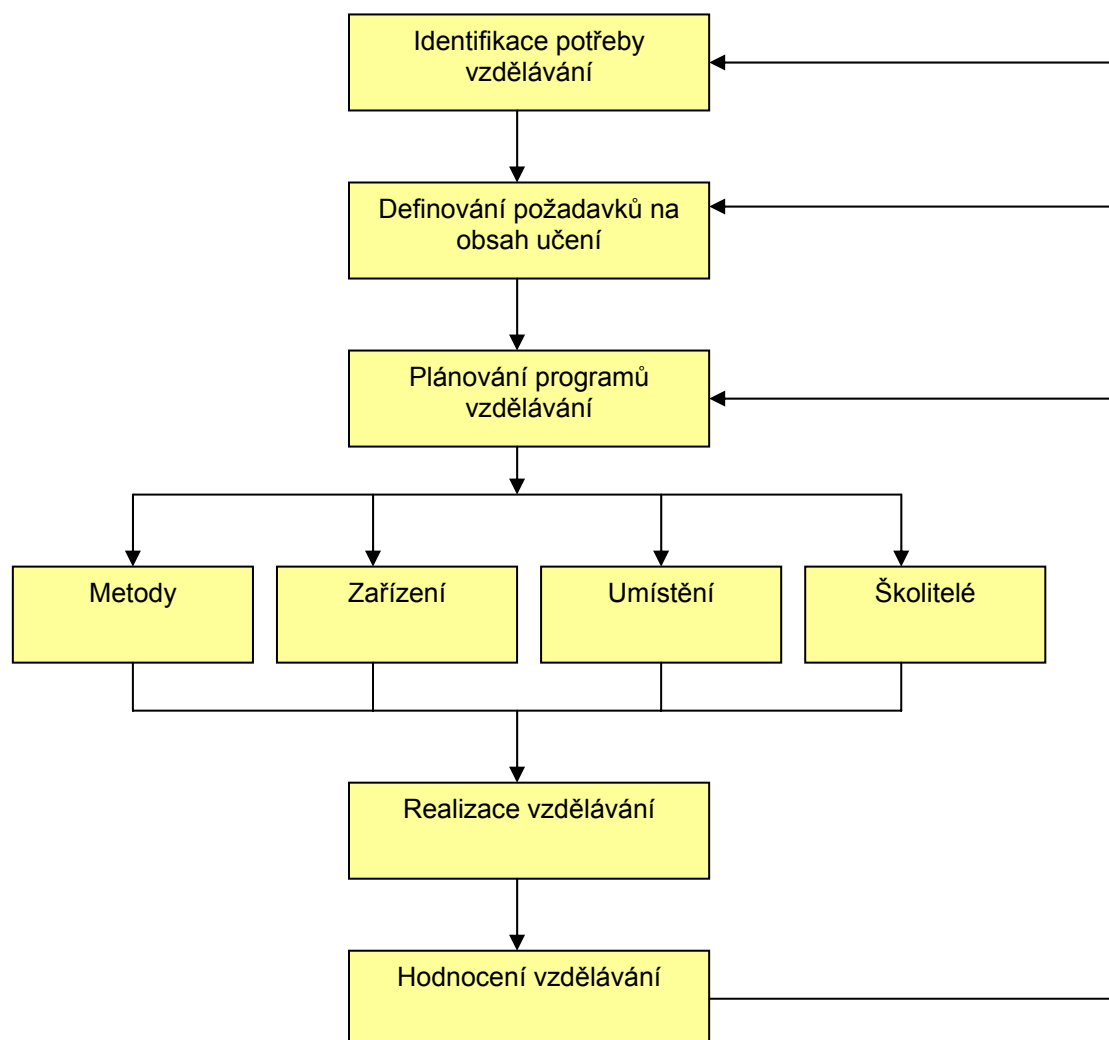 Identifikace potřeby
vzdělávání
Definování požadavků na
obsah učení
Plánování programů
vzdělávání
Metody
Zařízení
Umístění
Školitelé
Realizace vzdělávání
Hodnocení vzdělávání